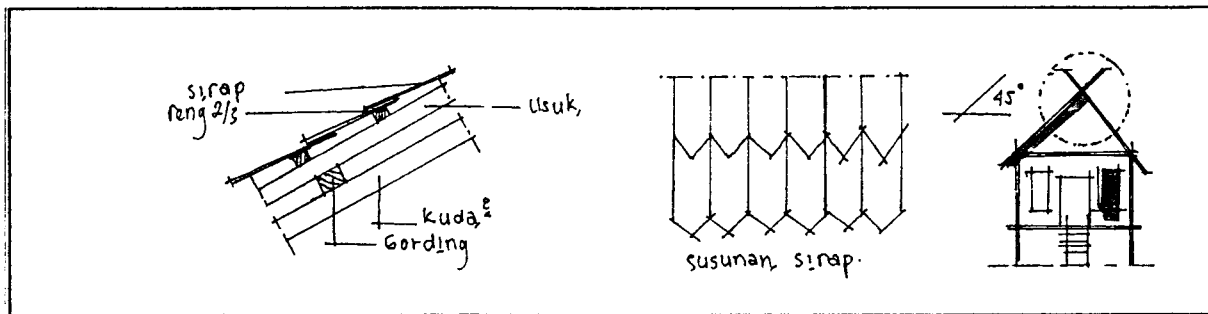 sirap
reng 2/3
usuk,
kuda²
Gording
susunan sirap.
45°